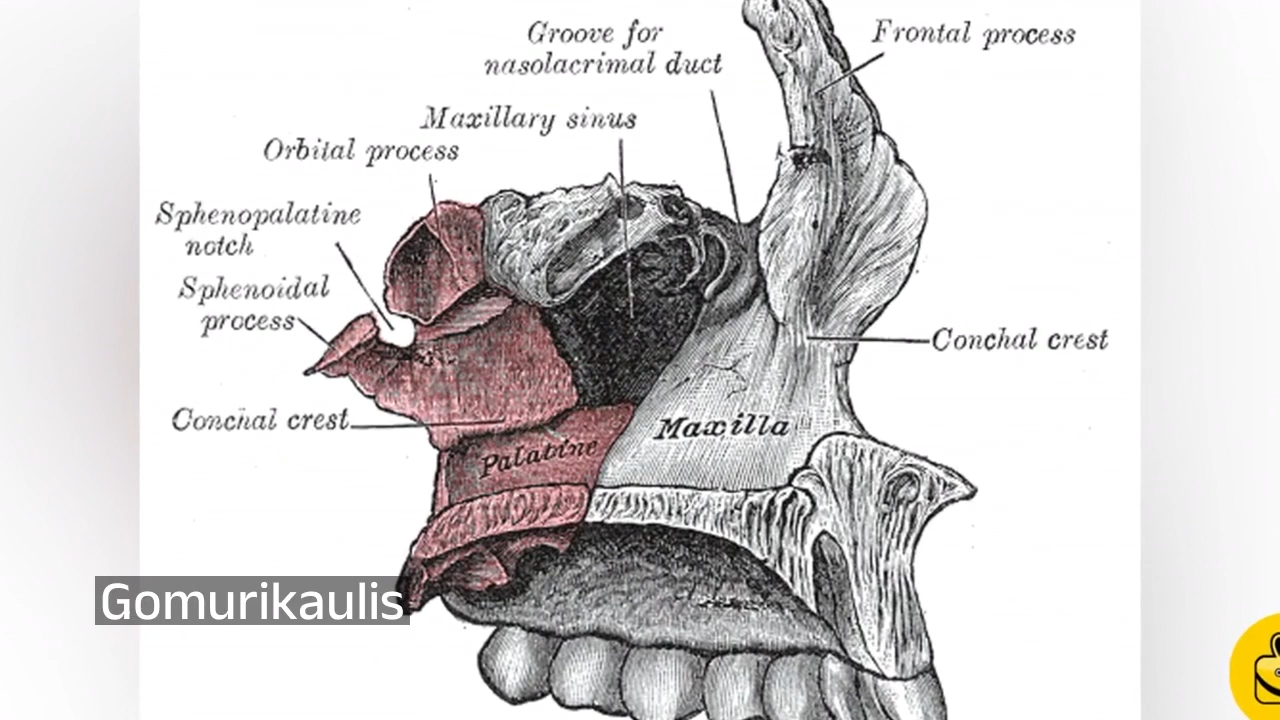 Groove for
nasolacrimal duct
Frontal process
Maxillary sinus
Orbital process
Sphenopalatine
notch
Sphenoidal
process
Conchal crest
Conchal crest
Maxilla
Palatine
Gomurikaulis